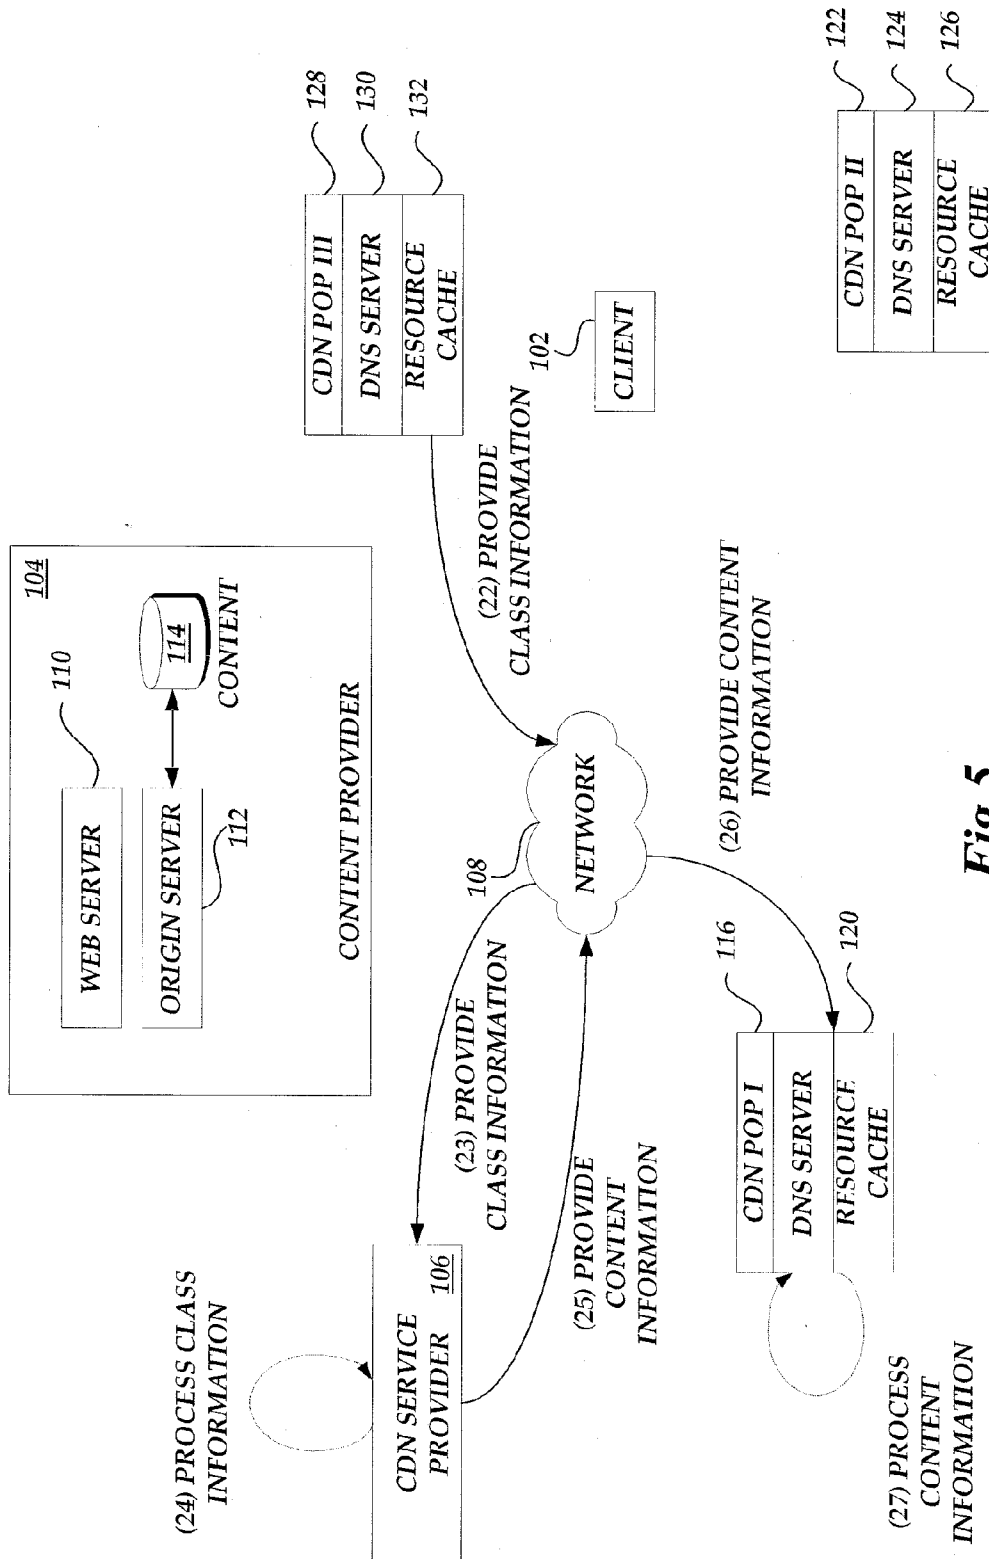 (24) PROCESS CLASS
INFORMATION
CDN SERVICE
PROVIDER
106
104
WEB SERVER
110
ORIGIN SERVER
112
114
CONTENT
CONTENT PROVIDER
CDN POP III
DNS SERVER
RESOURCE
CACHE
128
130
132
(22) PROVIDE
CLASS INFORMATION
102
CLIENT
(23) PROVIDE
CLASS INFORMATION
108
NETWORK
(25) PROVIDE
CONTENT
INFORMATION
(26) PROVIDE CONTENT
INFORMATION
CDN POP I
DNS SERVER
RESOURCE
CACHE
116
120
(27) PROCESS
CONTENT
INFORMATION
CDN POP II
DNS SERVER
RESOURCE
CACHE
122
124
126
Fig.5